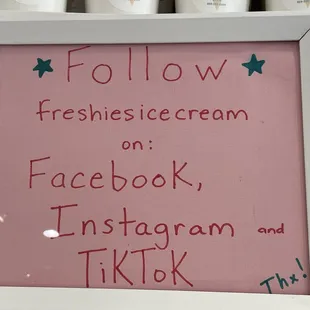 Follow
freshiesicecream
on:
Facebook,
Instagram and
TikTok
Thx!